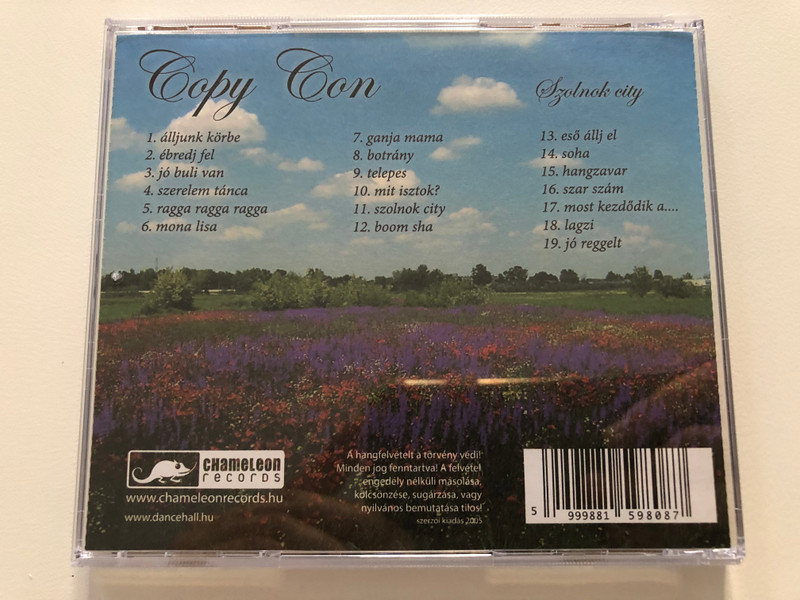 Copy Con
Szolnok city
1. álljunk körbe
2. ébredj fel
3. jó buli van
4. szerelem tánca
5. ragga ragga ragga
6. mona lisa
7. ganja mama
8. botrány
9. telepes
10. mit isztok?
11. szolnok city
12. boom sha
13. eső állj el
14. soha
15. hangzavar
16. szar szám
17. most kezdődik a....
18. lagzi
19. jó reggelt
CHAMELEON
records
www.chameleonrecords.hu
www.dancehall.hu
A hangfelvételt a törvény védi!
Minden jog fenntartva! A felvétel
engedély nélküli másolása,
kölcsönzése, sugárzása, vagy
nyilvános bemutatása tilos!
szerzői kiadás 2005
5 999881 598087